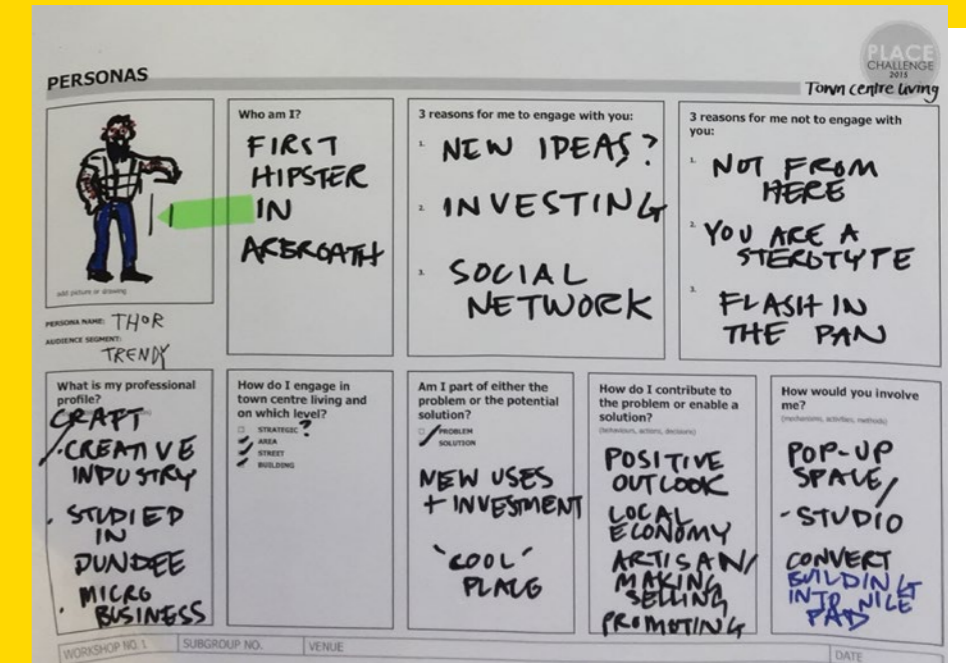 PLACE
CHALLENGE
2015
PERSONAS
Town centre living
add picture or drawing
PERSONA NAME: THOR
AUDIENCE SEGMENT:
TRENDY
Who am I?
FIRST
HIPSTER
IN
ARBROATH
3 reasons for me to engage with you:
1. NEW IDEAS?
2. INVESTING
3. SOCIAL
NETWORK
3 reasons for me not to engage with
you:
1. NOT FROM
HERE
2. YOU ARE A
STEROTYPE
3. FLASH IN
THE PAN
What is my professional
profile?
CRAFT
CREATIVE
INDUSTRY
· STUDIED
IN
DUNDEE
· MICRO
BUSINESS
How do I engage in
town centre living and
on which level?
STRATEGIC ?
AREA
STREET
BUILDING
Am I part of either the
problem or the potential
solution?
PROBLEM
SOLUTION
NEW USES
+ INVESTMENT
'COOL'
PLACE
How do I contribute to
the problem or enable a
solution?
(behaviours, actions, decisions)
POSITIVE
OUTLOOK
LOCAL
ECONOMY
ARTISAN/
MAKING
SELLING
PROMOTING
How would you involve
me?
(mechanisms, activities, methods)
POP-UP
SPACE/
- STUDIO
CONVERT
BUILDING
INTO NICE
PAD
WORKSHOP NO. 1
SUBGROUP NO.
VENUE
DATE